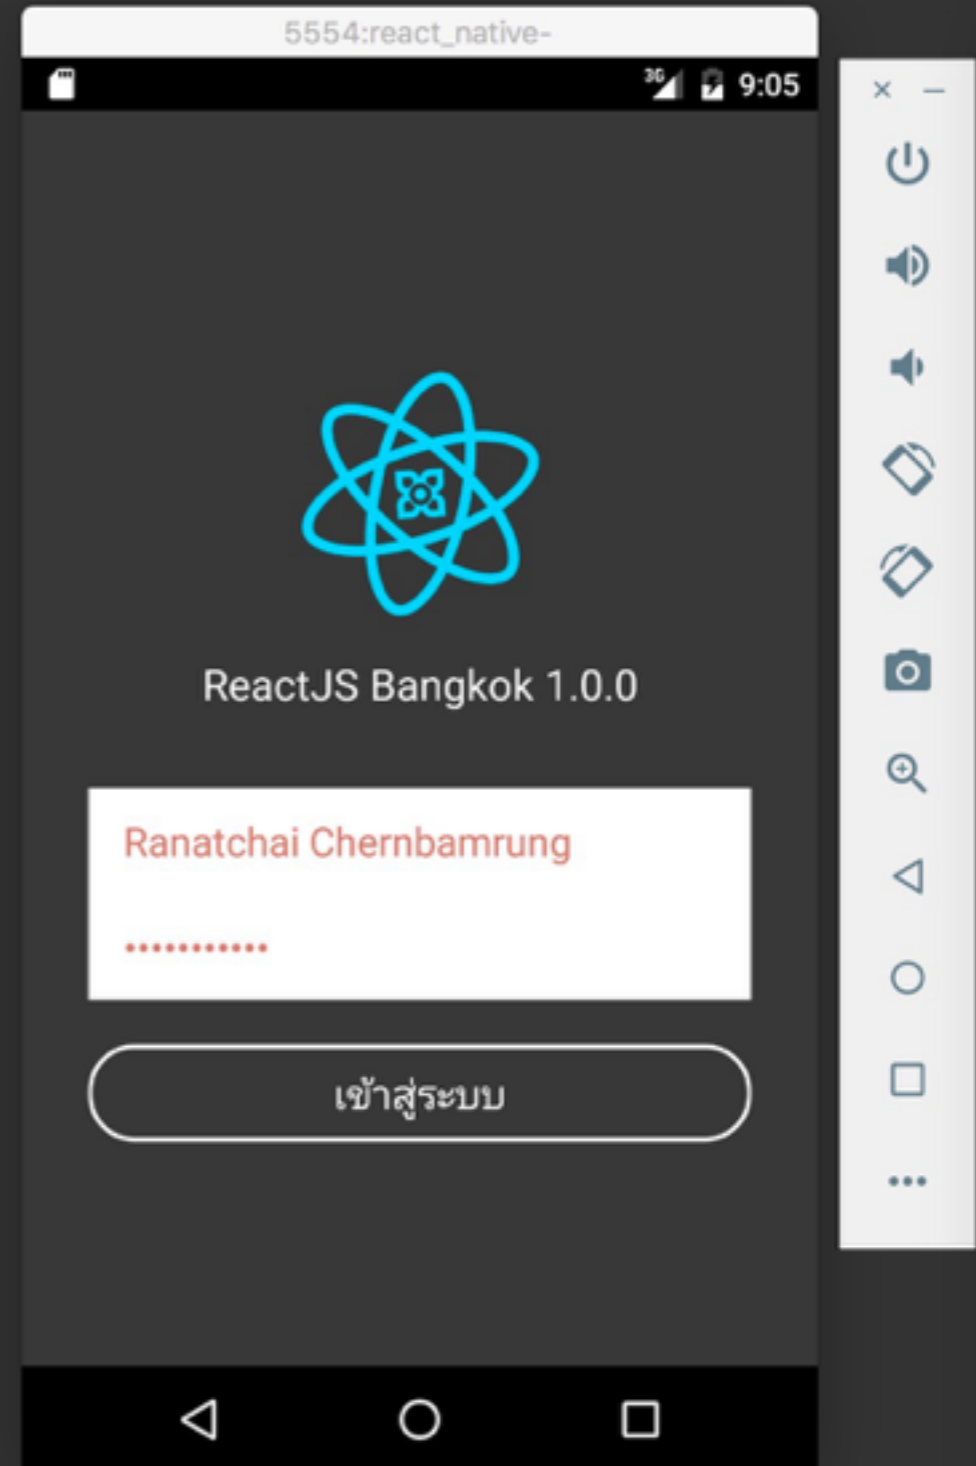 5554:react_native-
3G 9:05
ReactJS Bangkok 1.0.0
Ranatchai Chernbamrung
•••••••••••
เข้าสู่ระบบ